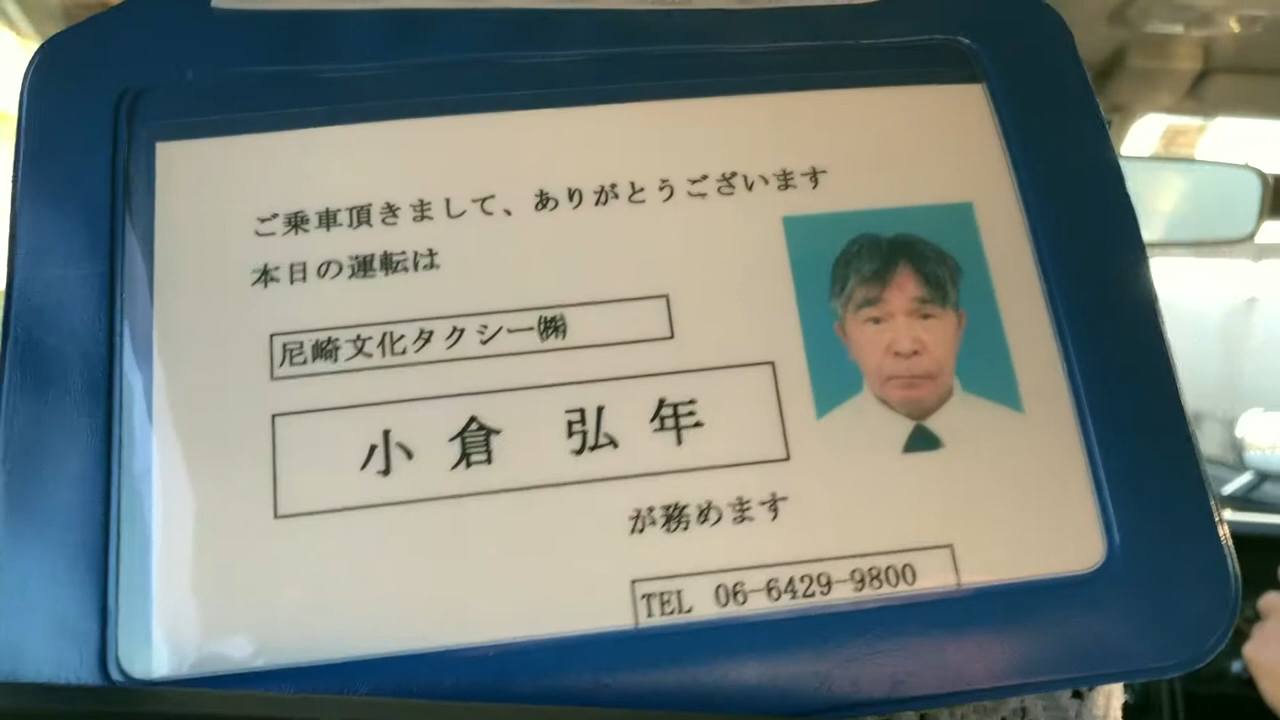 ご乗車頂きまして、ありがとうございます
本日の運転は
尼崎文化タクシー㈱
小倉 弘年
が務めます
TEL 06-6429-9800